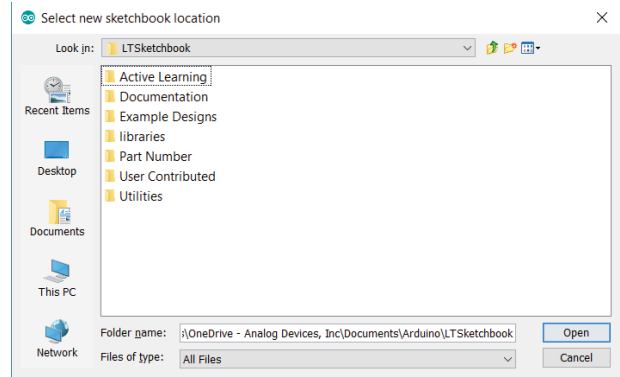 Select new sketchbook location
Look in: LTSketchbook
Recent Items
Desktop
Documents
This PC
Network
Active Learning
Documentation
Example Designs
libraries
Part Number
User Contributed
Utilities
Folder name: :\OneDrive - Analog Devices, Inc\Documents\Arduino\LTSketchbook Open
Files of type: All Files Cancel